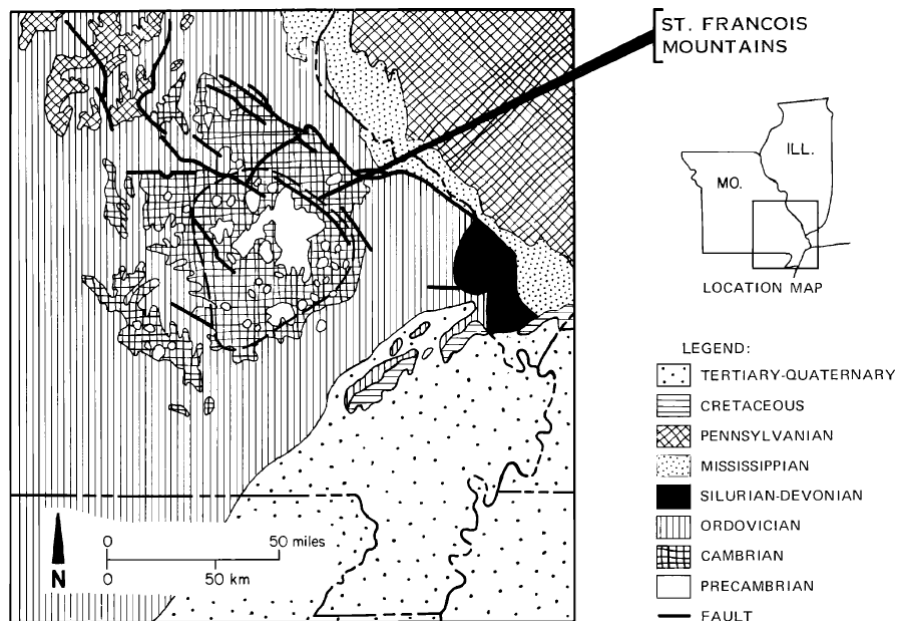 ST. FRANCOIS
MOUNTAINS
MO.
ILL.
LOCATION MAP
LEGEND:
TERTIARY-QUATERNARY
CRETACEOUS
PENNSYLVANIAN
MISSISSIPPIAN
SILURIAN-DEVONIAN
ORDOVICIAN
CAMBRIAN
PRECAMBRIAN
FAULT
N
0 50 miles
0 50 km